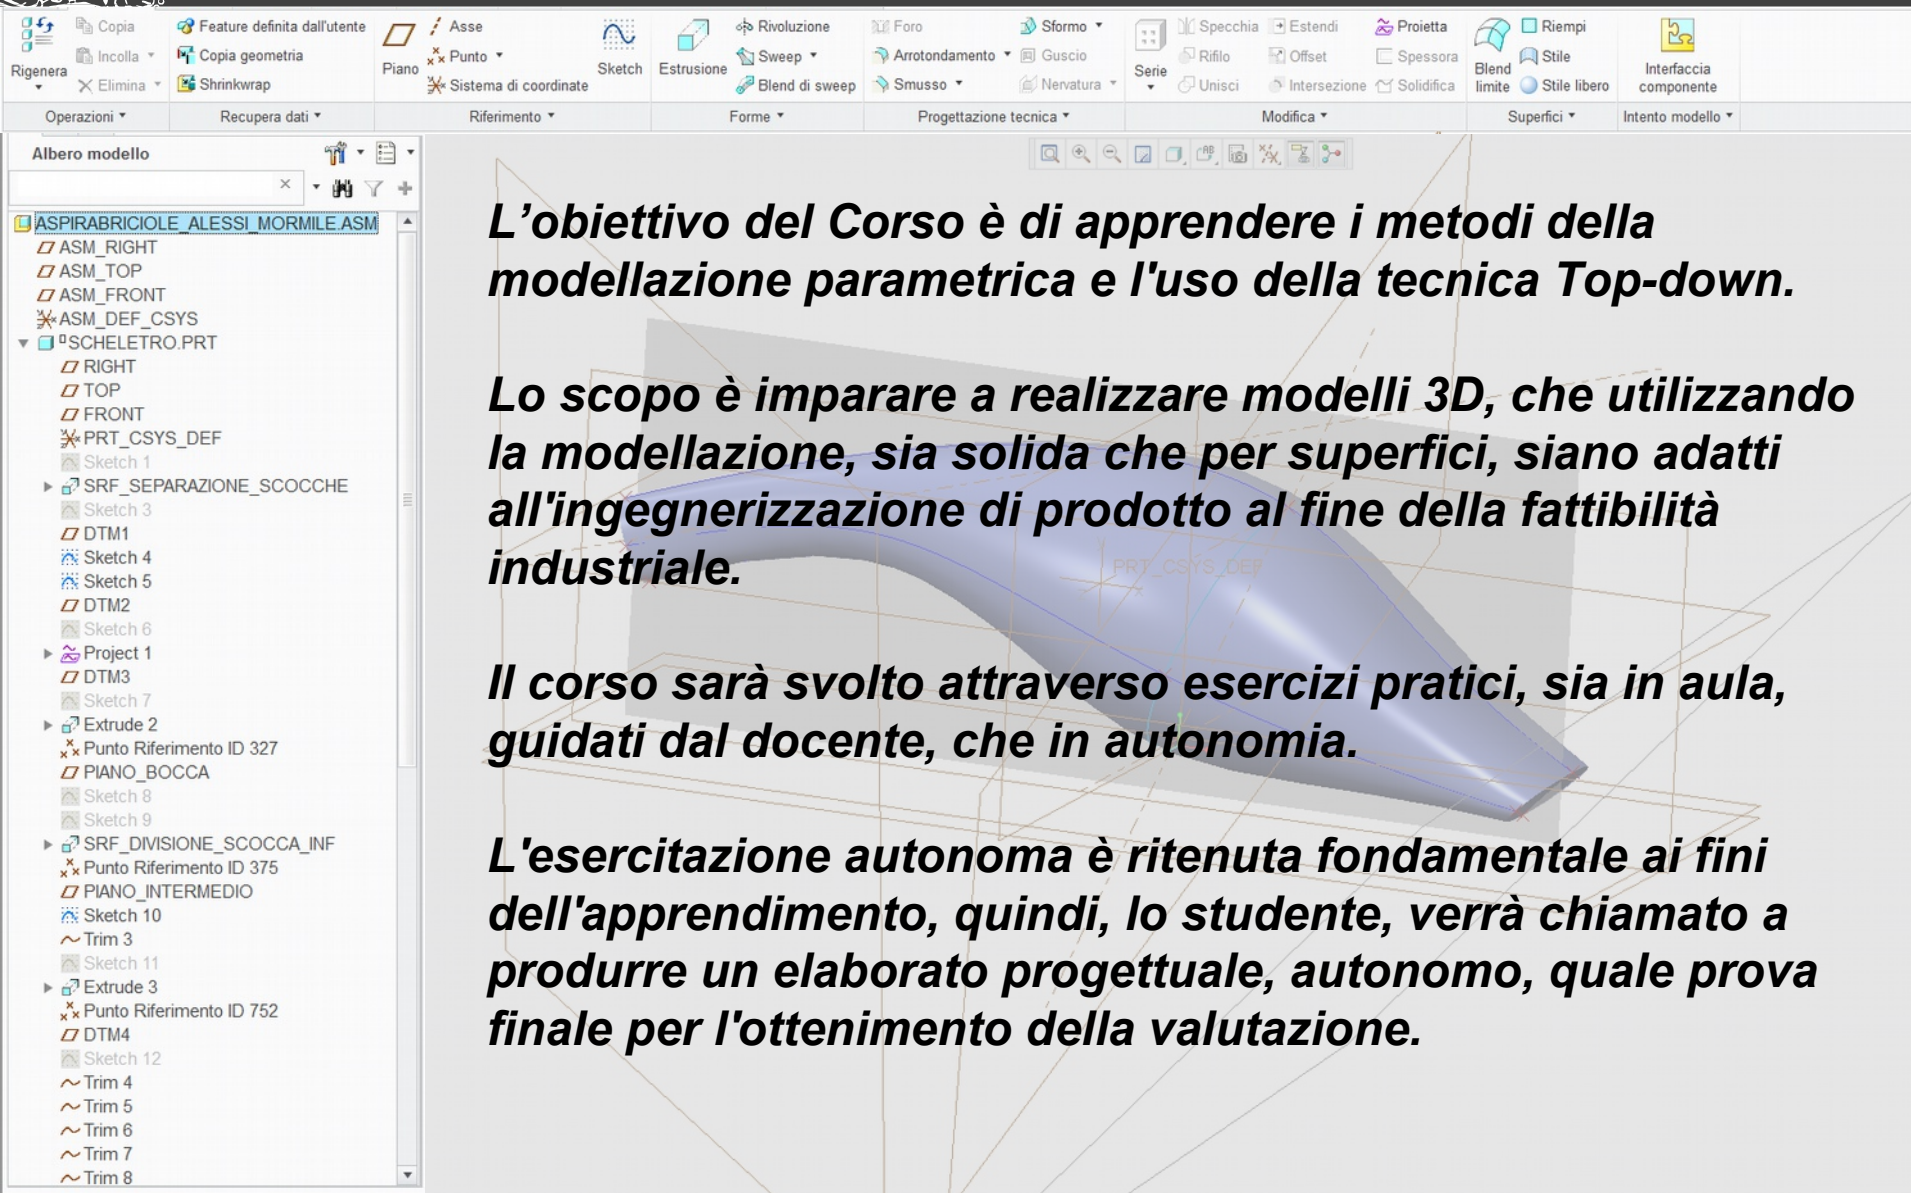 Rigenera
Copia
Incolla
Elimina
Operazioni
Feature definita dall'utente
Copia geometria
Shrinkwrap
Recupera dati
Piano
Asse
Punto
Sistema di coordinate
Riferimento
Sketch
Estrusione
Rivoluzione
Sweep
Blend di sweep
Forme
Foro
Arrotondamento
Smusso
Sformo
Guscio
Nervatura
Progettazione tecnica
Serie
Specchia
Rifilo
Unisci
Estendi
Offset
Intersezione
Proietta
Spessora
Solidifica
Modifica
Blend
limite
Riempi
Stile
Stile libero
Superfici
Interfaccia
componente
Intento modello
Albero modello
ASPIRABRICIOLE_ALESSI_MORMILE.ASM
ASM_RIGHT
ASM_TOP
ASM_FRONT
ASM_DEF_CSYS
SCHELETRO.PRT
RIGHT
TOP
FRONT
PRT_CSYS_DEF
Sketch 1
SRF_SEPARAZIONE_SCOCCHE
Sketch 3
DTM1
Sketch 4
Sketch 5
DTM2
Sketch 6
Project 1
DTM3
Sketch 7
Extrude 2
Punto Riferimento ID 327
PIANO_BOCCA
Sketch 8
Sketch 9
SRF_DIVISIONE_SCOCCA_INF
Punto Riferimento ID 375
PIANO_INTERMEDIO
Sketch 10
Trim 3
Sketch 11
Extrude 3
Punto Riferimento ID 752
DTM4
Sketch 12
Trim 4
Trim 5
Trim 6
Trim 7
Trim 8
L’obiettivo del Corso è di apprendere i metodi della
modellazione parametrica e l'uso della tecnica Top-down.
Lo scopo è imparare a realizzare modelli 3D, che utilizzando
la modellazione, sia solida che per superfici, siano adatti
all'ingegnerizzazione di prodotto al fine della fattibilità
industriale.
PRT_CSYS_DEF
Il corso sarà svolto attraverso esercizi pratici, sia in aula,
guidati dal docente, che in autonomia.
L'esercitazione autonoma è ritenuta fondamentale ai fini
dell'apprendimento, quindi, lo studente, verrà chiamato a
produrre un elaborato progettuale, autonomo, quale prova
finale per l'ottenimento della valutazione.